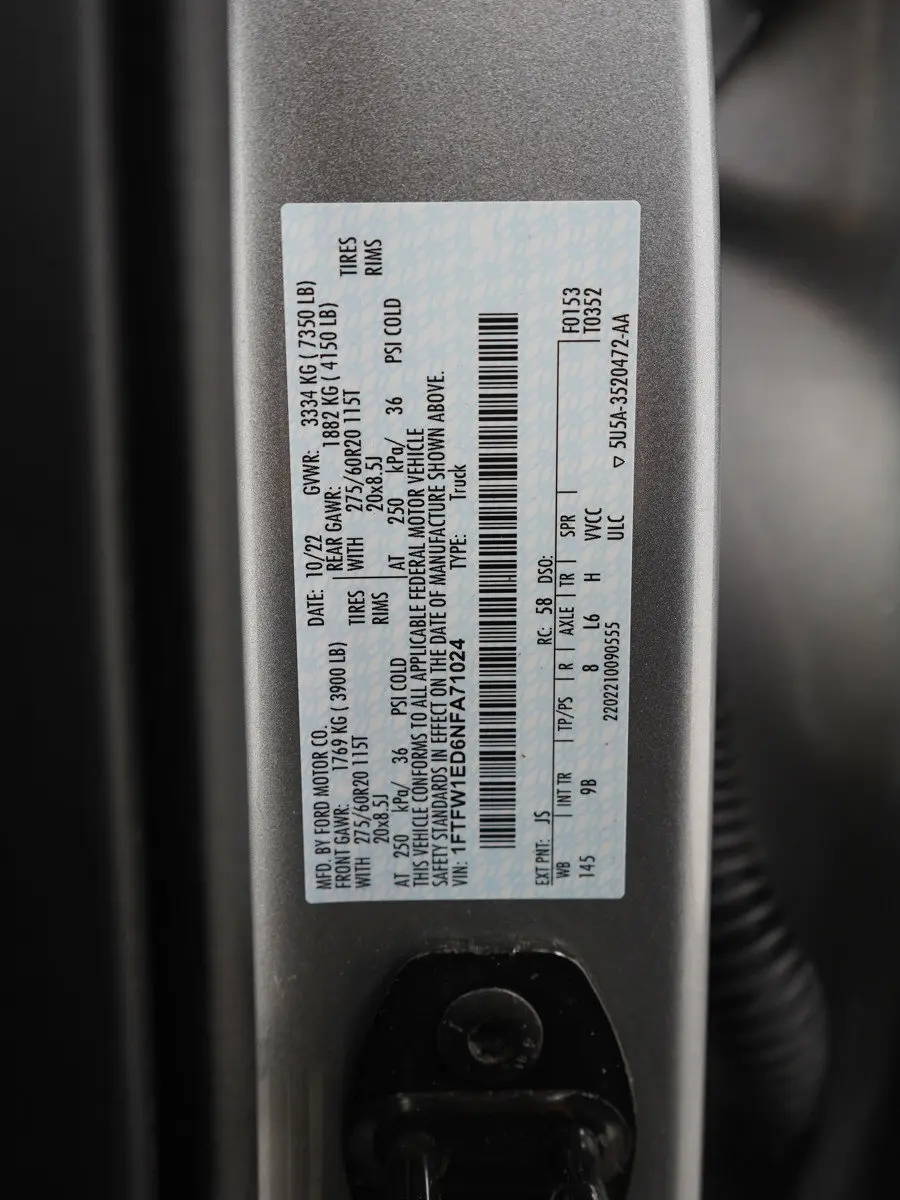 MFD. BY FORD MOTOR CO. DATE: 10/22 GVWR: 3334 KG ( 7350 LB)
FRONT GAWR: 1769 KG ( 3900 LB) REAR GAWR: 1882 KG ( 4150 LB)
WITH 275/60R20 115T TIRES WITH 275/60R20 115T TIRES
20x8.5J RIMS 20x8.5J RIMS
AT 250 kPa/ 36 PSI COLD AT 250 kPa/ 36 PSI COLD
THIS VEHICLE CONFORMS TO ALL APPLICABLE FEDERAL MOTOR VEHICLE
SAFETY STANDARDS IN EFFECT ON THE DATE OF MANUFACTURE SHOWN ABOVE.
VIN: 1FTFW1ED6NFA71024 TYPE: Truck
EXT PNT: JS RC: 58 DSO:
WB INT TR TP/PS R AXLE TR SPR F0153
145 9B 8 L6 H VVCC T0352
2202210090555 ULC ▽ 5U5A-3520472-AA